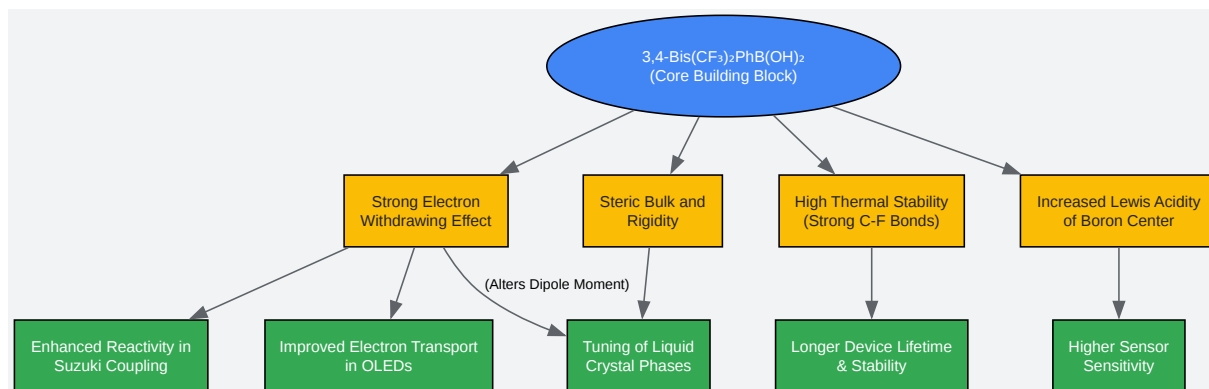 3,4-Bis(CF₃)₂PhB(OH)₂
(Core Building Block)
Strong Electron
Withdrawing Effect
Steric Bulk and
Rigidity
High Thermal Stability
(Strong C-F Bonds)
Increased Lewis Acidity
of Boron Center
(Alters Dipole Moment)
Enhanced Reactivity in
Suzuki Coupling
Improved Electron Transport
in OLEDs
Tuning of Liquid
Crystal Phases
Longer Device Lifetime
& Stability
Higher Sensor
Sensitivity